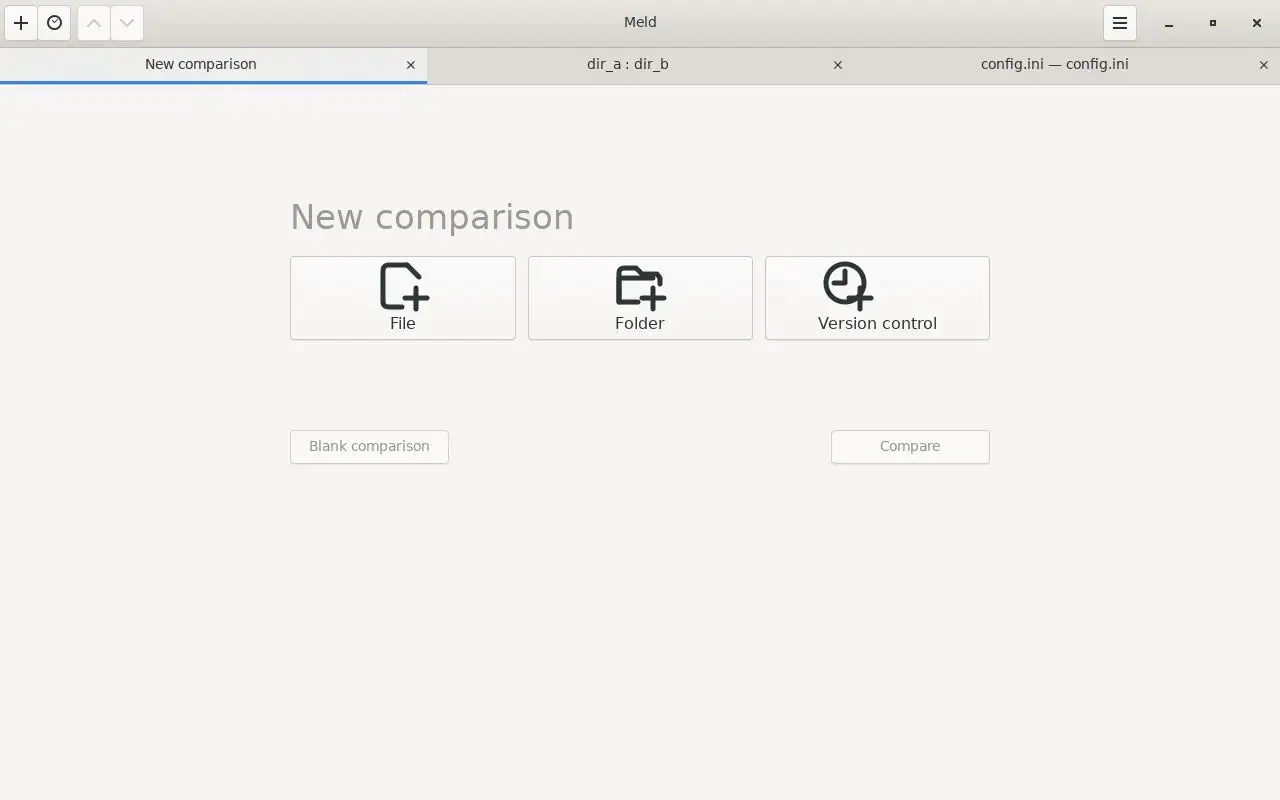 Meld
New comparison
dir_a : dir_b
config.ini — config.ini
New comparison
File
Folder
Version control
Blank comparison
Compare